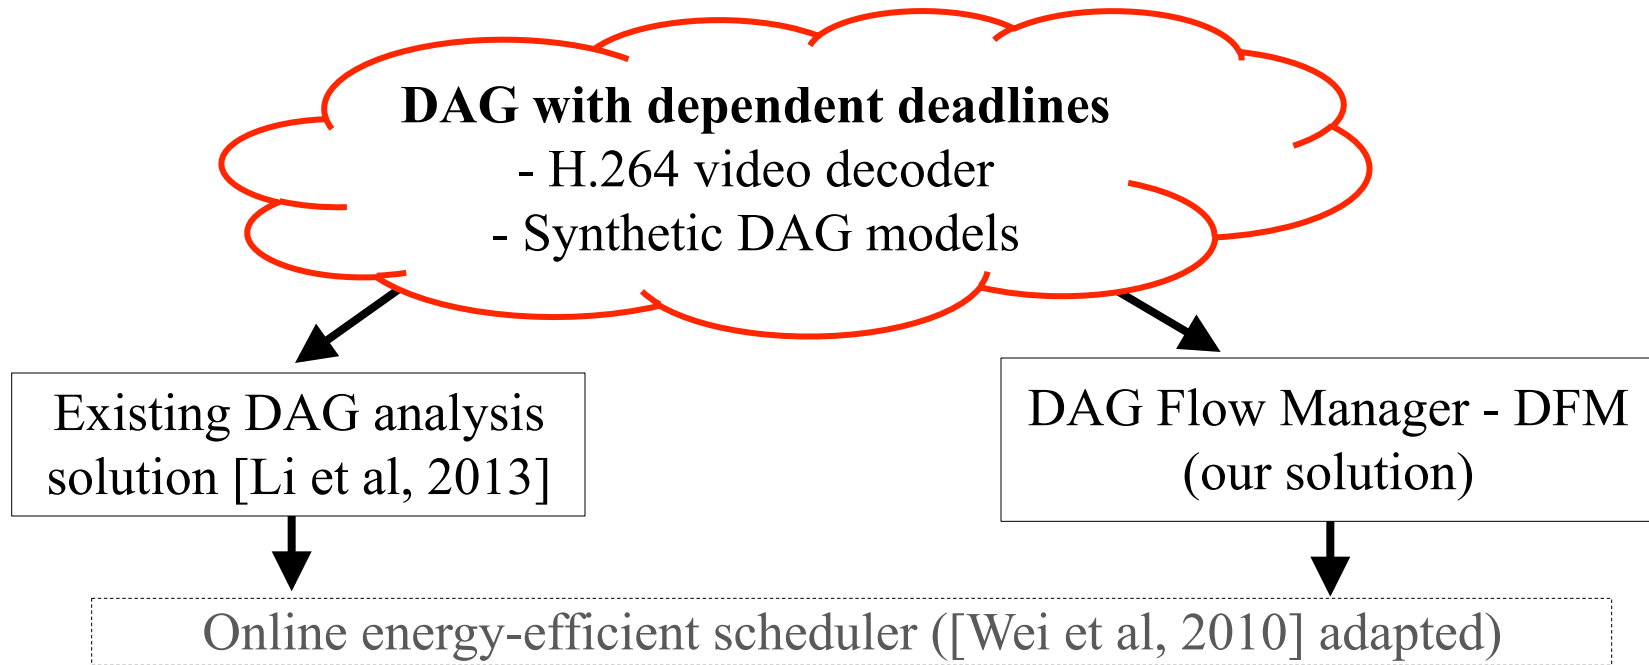 DAG with dependent deadlines
- H.264 video decoder
- Synthetic DAG models
Existing DAG analysis
solution [Li et al, 2013]
DAG Flow Manager - DFM
(our solution)
Online energy-efficient scheduler ([Wei et al, 2010] adapted)